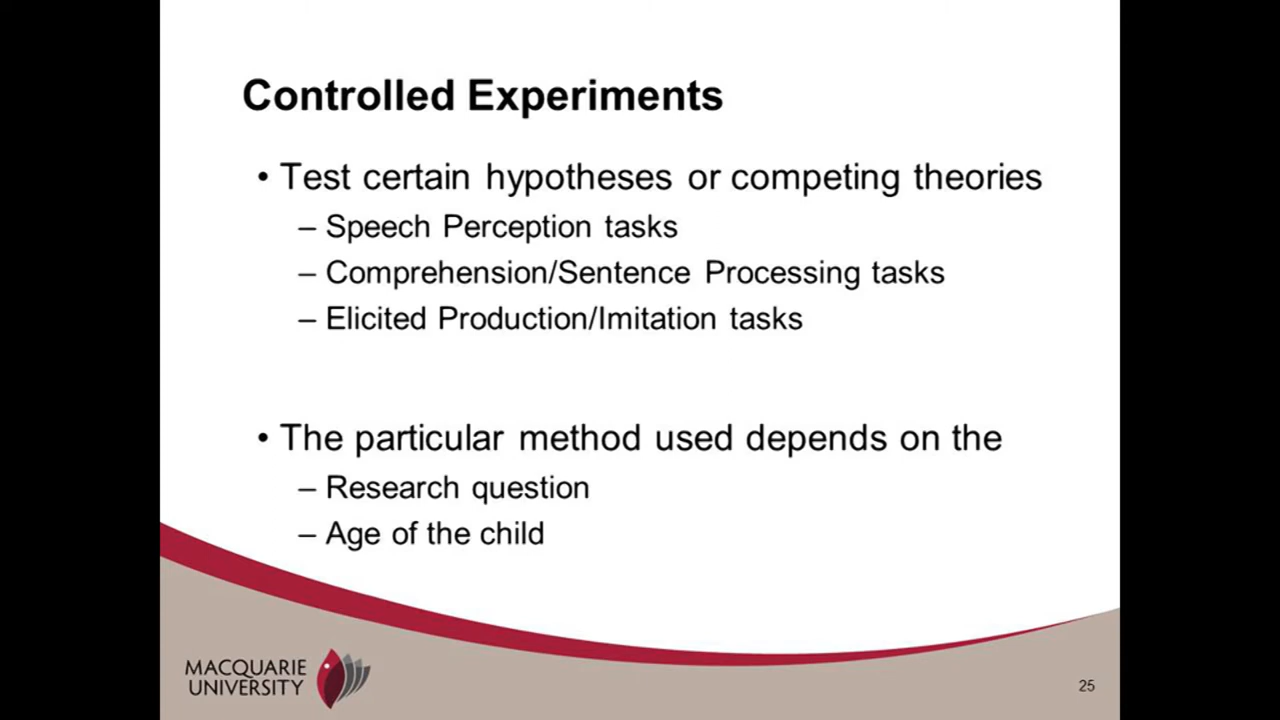 Controlled Experiments
• Test certain hypotheses or competing theories
– Speech Perception tasks
– Comprehension/Sentence Processing tasks
– Elicited Production/Imitation tasks
• The particular method used depends on the
– Research question
– Age of the child
MACQUARIE
UNIVERSITY
25